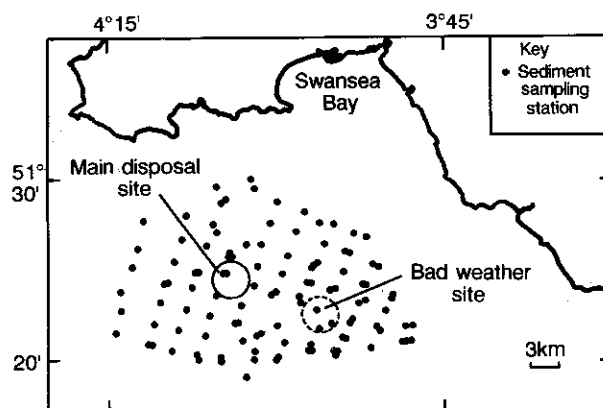 4°15'
3°45'
Key
Sediment
sampling
station
Swansea
Bay
51°
30'
Main disposal
site
Bad weather
site
20'
3km